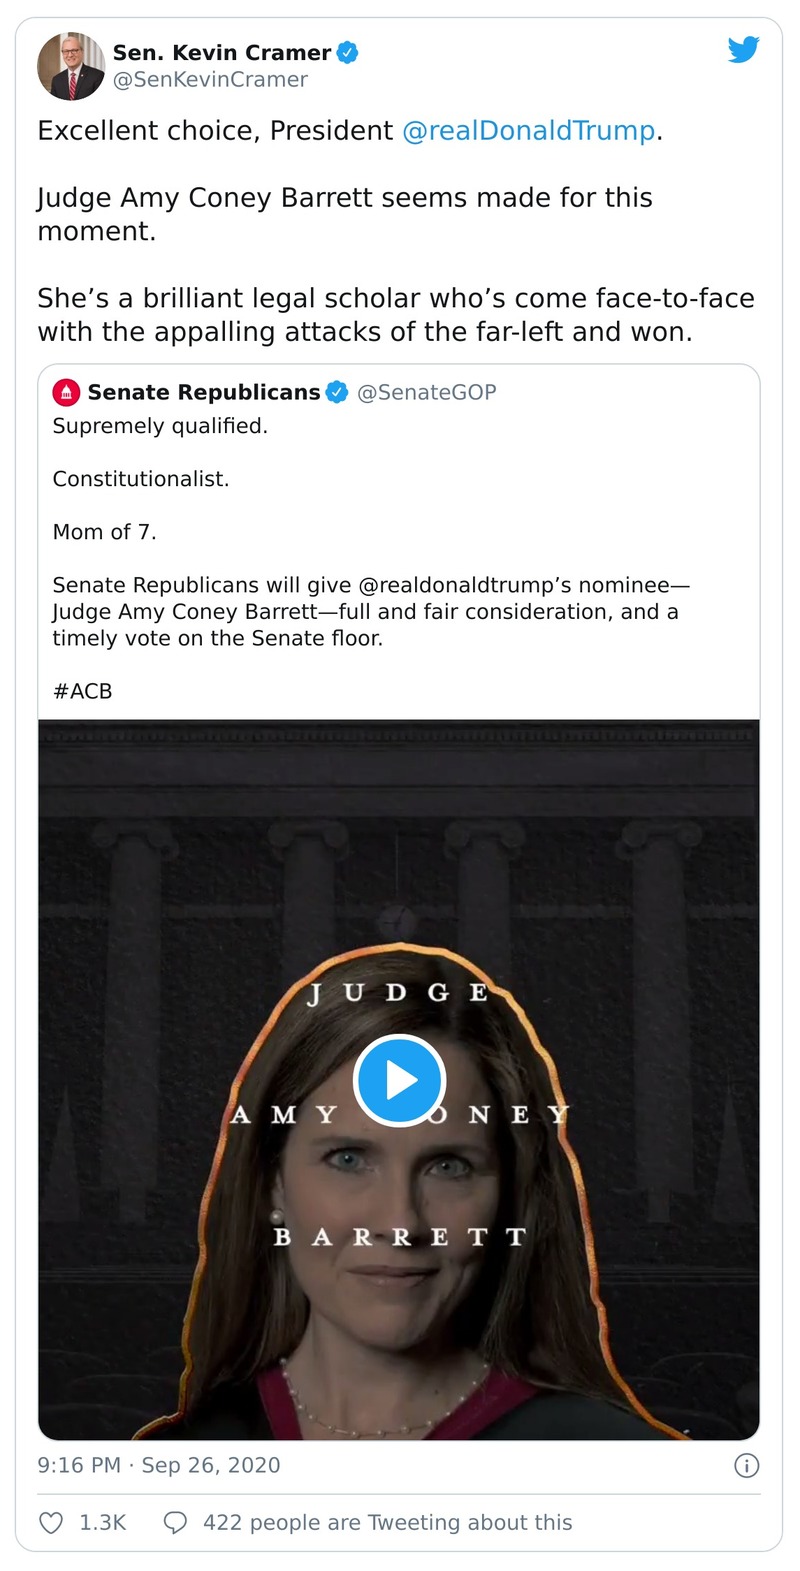 Sen. Kevin Cramer
@SenKevinCramer
Excellent choice, President @realDonaldTrump.
Judge Amy Coney Barrett seems made for this
moment.
She’s a brilliant legal scholar who’s come face-to-face
with the appalling attacks of the far-left and won.
Senate Republicans @SenateGOP
Supremely qualified.
Constitutionalist.
Mom of 7.
Senate Republicans will give @realdonaldtrump’s nominee—
Judge Amy Coney Barrett—full and fair consideration, and a
timely vote on the Senate floor.
#ACB
JUDGE
AMY ONEY
BARRETT
9:16 PM · Sep 26, 2020
1.3K 422 people are Tweeting about this